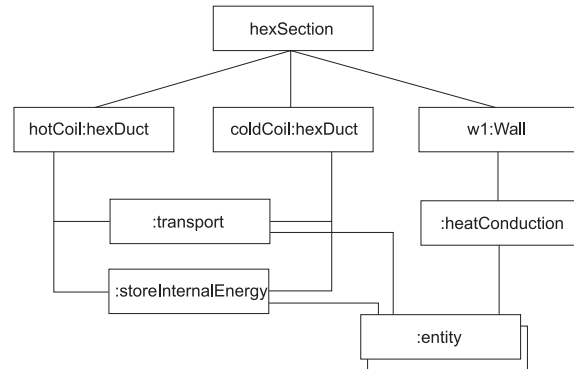 hexSection
hotCoil:hexDuct
coldCoil:hexDuct
w1:Wall
:transport
:heatConduction
:storeInternalEnergy
:entity